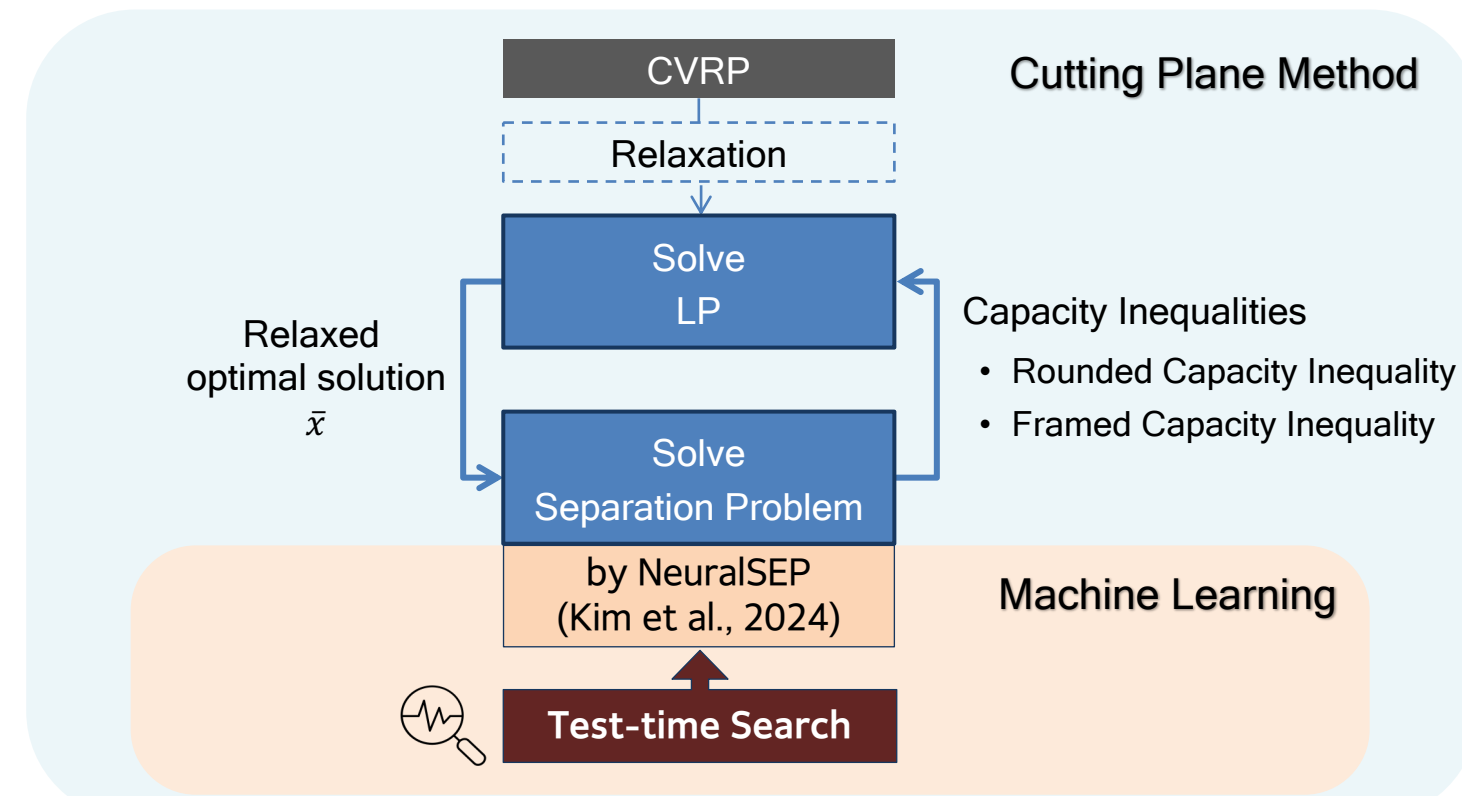 CVRP
Cutting Plane Method
Relaxation
Solve
LP
Relaxed
optimal solution
x̄
Capacity Inequalities
• Rounded Capacity Inequality
• Framed Capacity Inequality
Solve
Separation Problem
by NeuralSEP
(Kim et al., 2024)
Machine Learning
Test-time Search